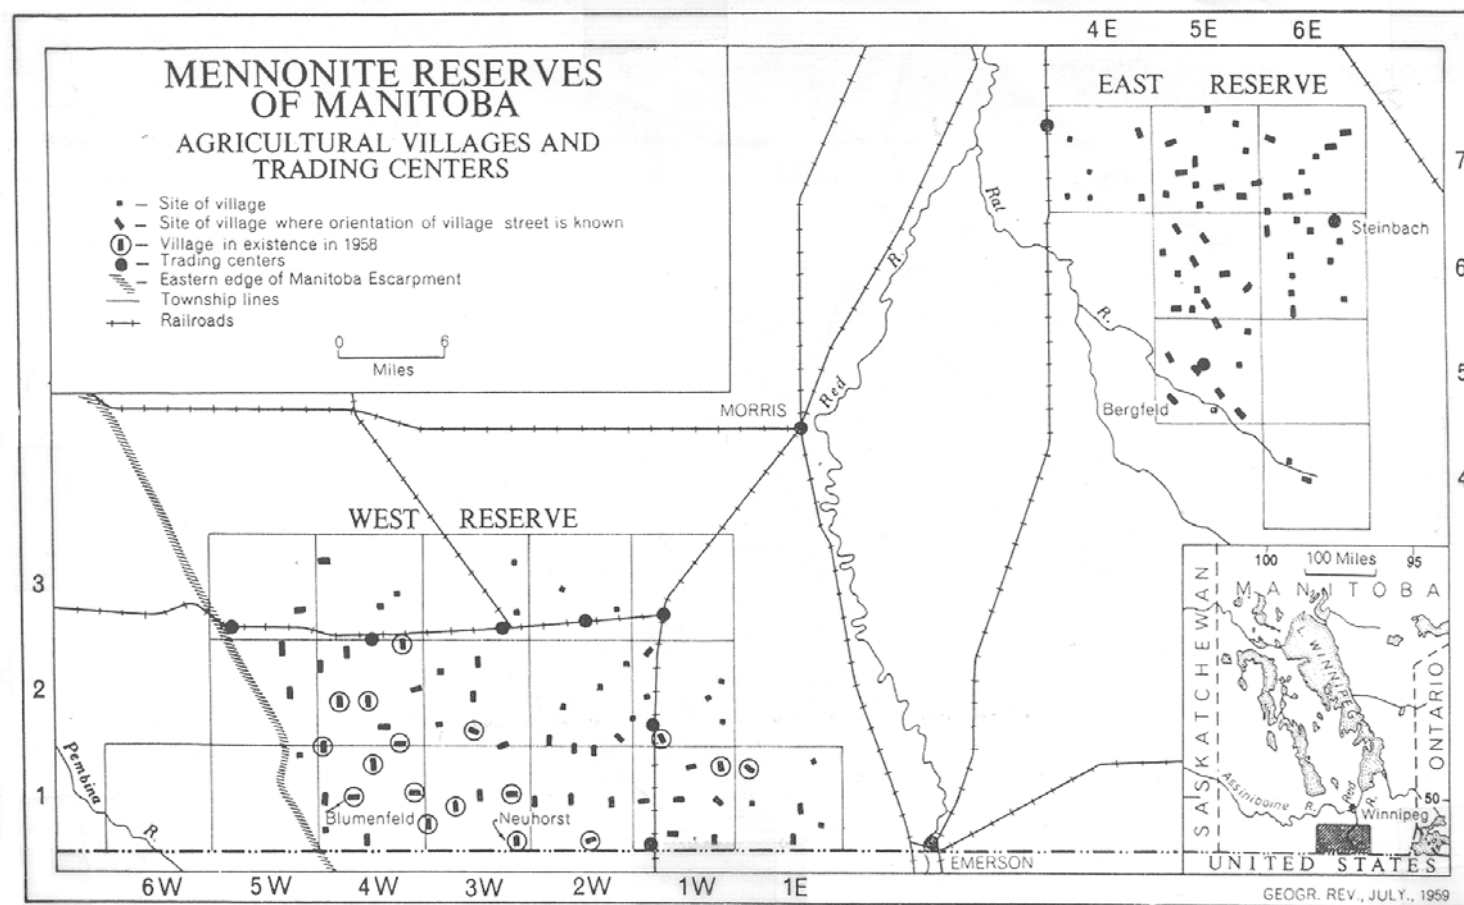 MENNONITE RESERVES
OF MANITOBA
AGRICULTURAL VILLAGES AND
TRADING CENTERS
– Site of village
– Site of village where orientation of village street is known
– Village in existence in 1958
– Trading centers
– Eastern edge of Manitoba Escarpment
Township lines
Railroads
0 6
Miles
4E 5E 6E
EAST RESERVE
7
Rat
Steinbach
R.
6
R.
5
Red
MORRIS
Bergfeld
4
WEST RESERVE
3
2
1
Pembina
R.
Blumenfeld
Neuhorst
EMERSON
6W 5W 4W 3W 2W 1W 1E
100 100 Miles 95
MANITOBA
SASKATCHEWAN
WINNIPEG
ONTARIO
Assiniboine R.
Red
R.
50
Winnipeg
UNITED STATES
GEOGR. REV., JULY., 1959